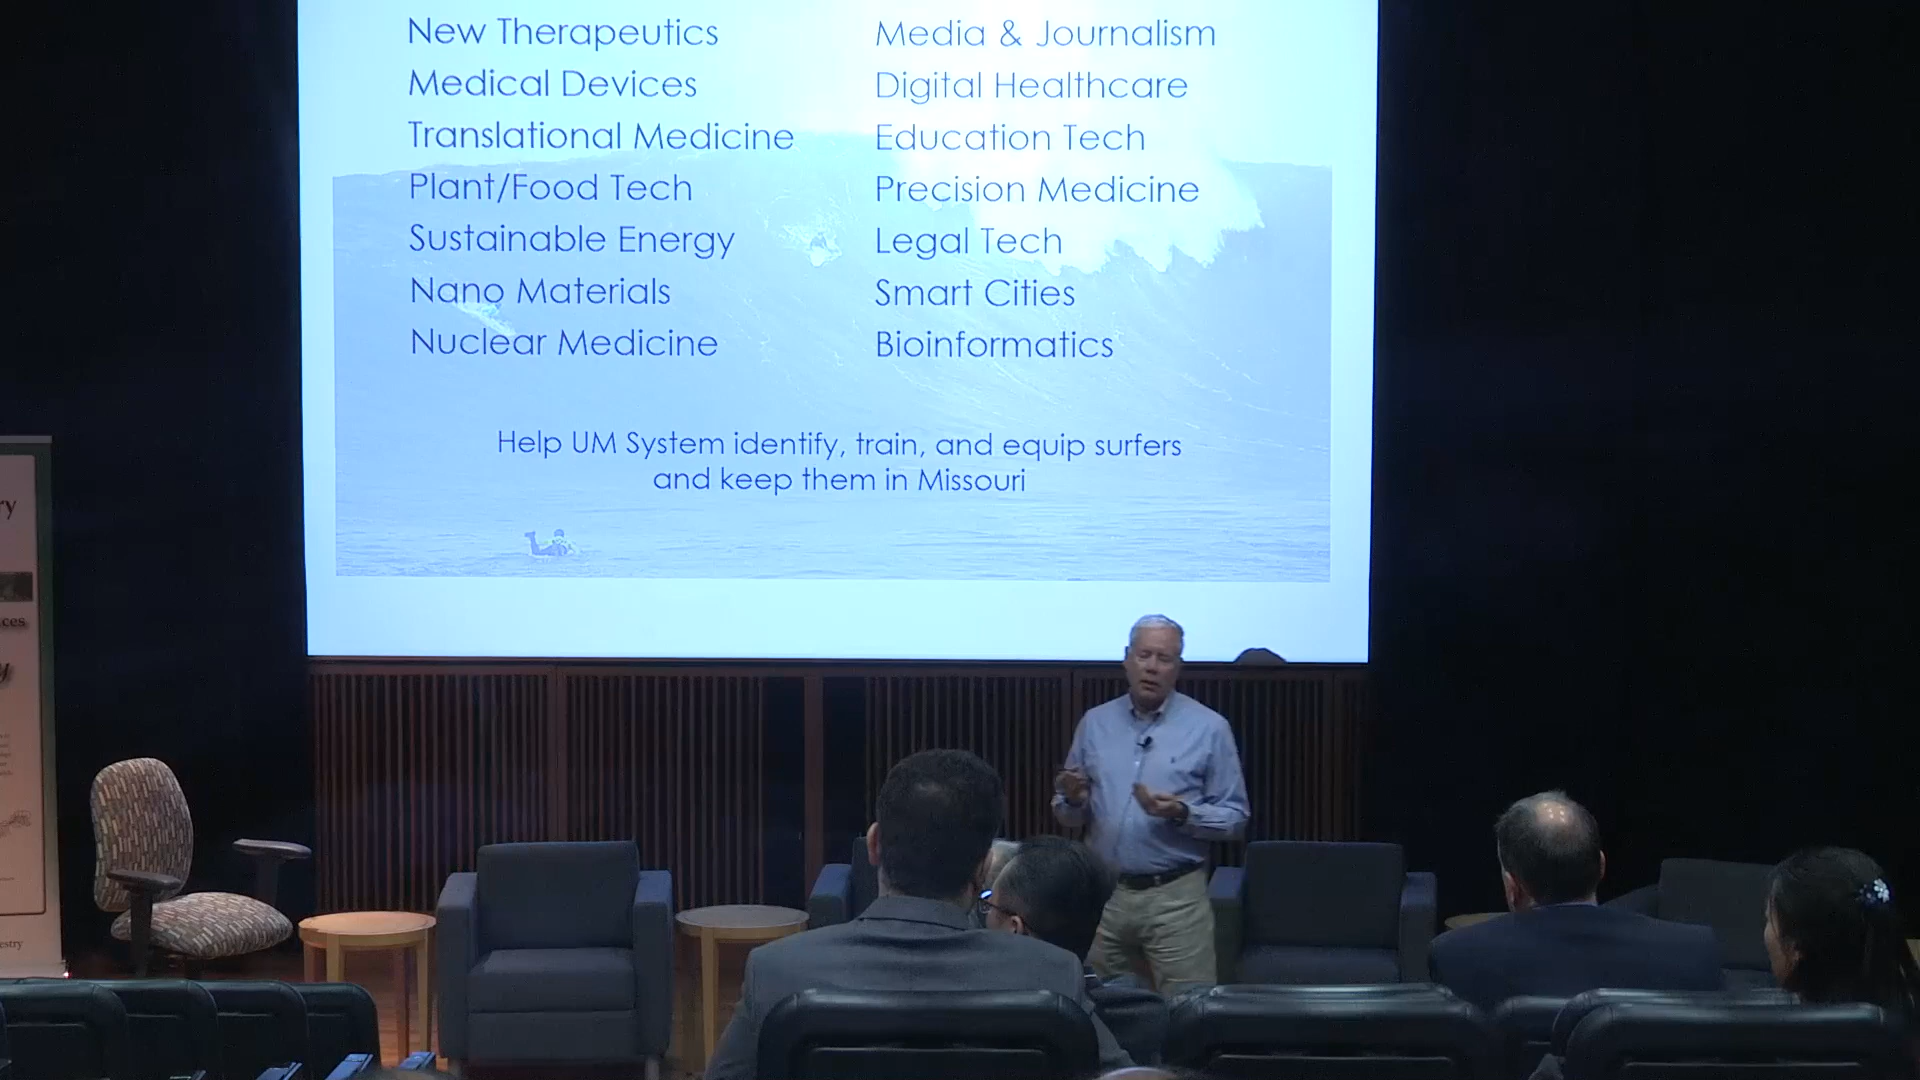 New Therapeutics
Medical Devices
Translational Medicine
Plant/Food Tech
Sustainable Energy
Nano Materials
Nuclear Medicine
Media & Journalism
Digital Healthcare
Education Tech
Precision Medicine
Legal Tech
Smart Cities
Bioinformatics
Help UM System identify, train, and equip surfers
and keep them in Missouri